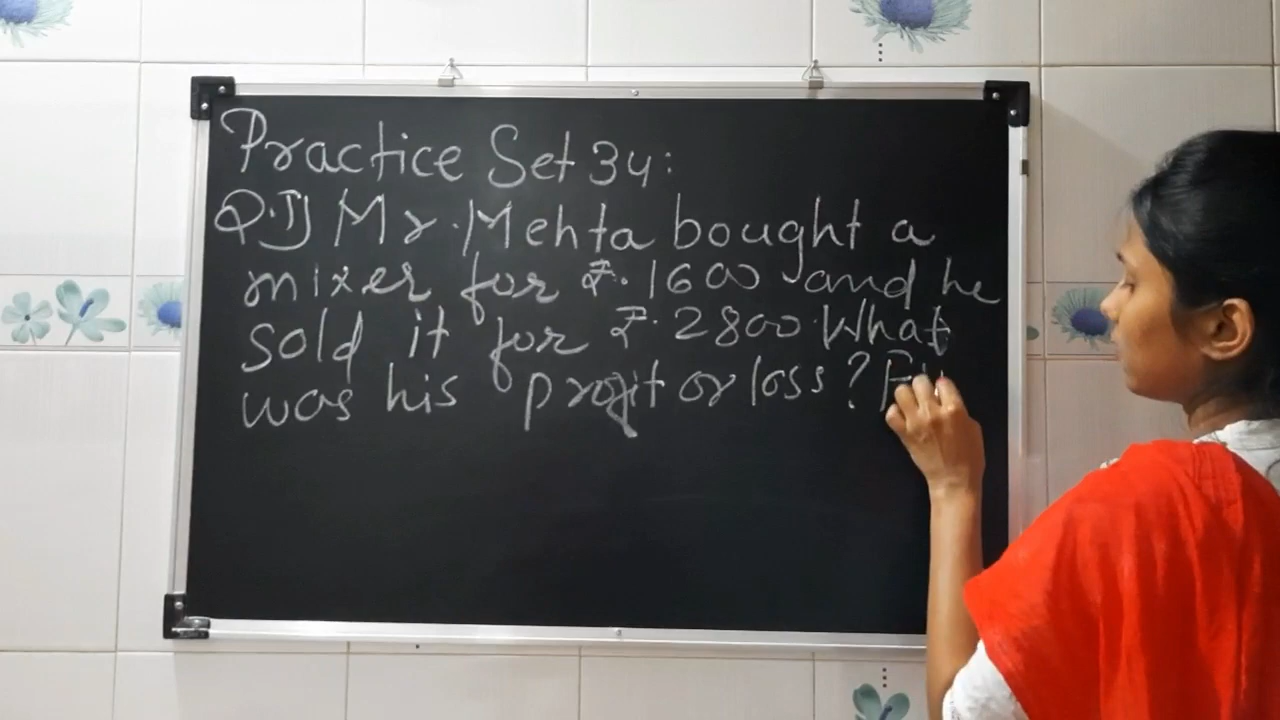 Practice Set 34:
Q.1] Mr. Mehta bought a
mixer for ₹. 1600 and he
sold it for ₹. 2800. What
was his profit or loss?